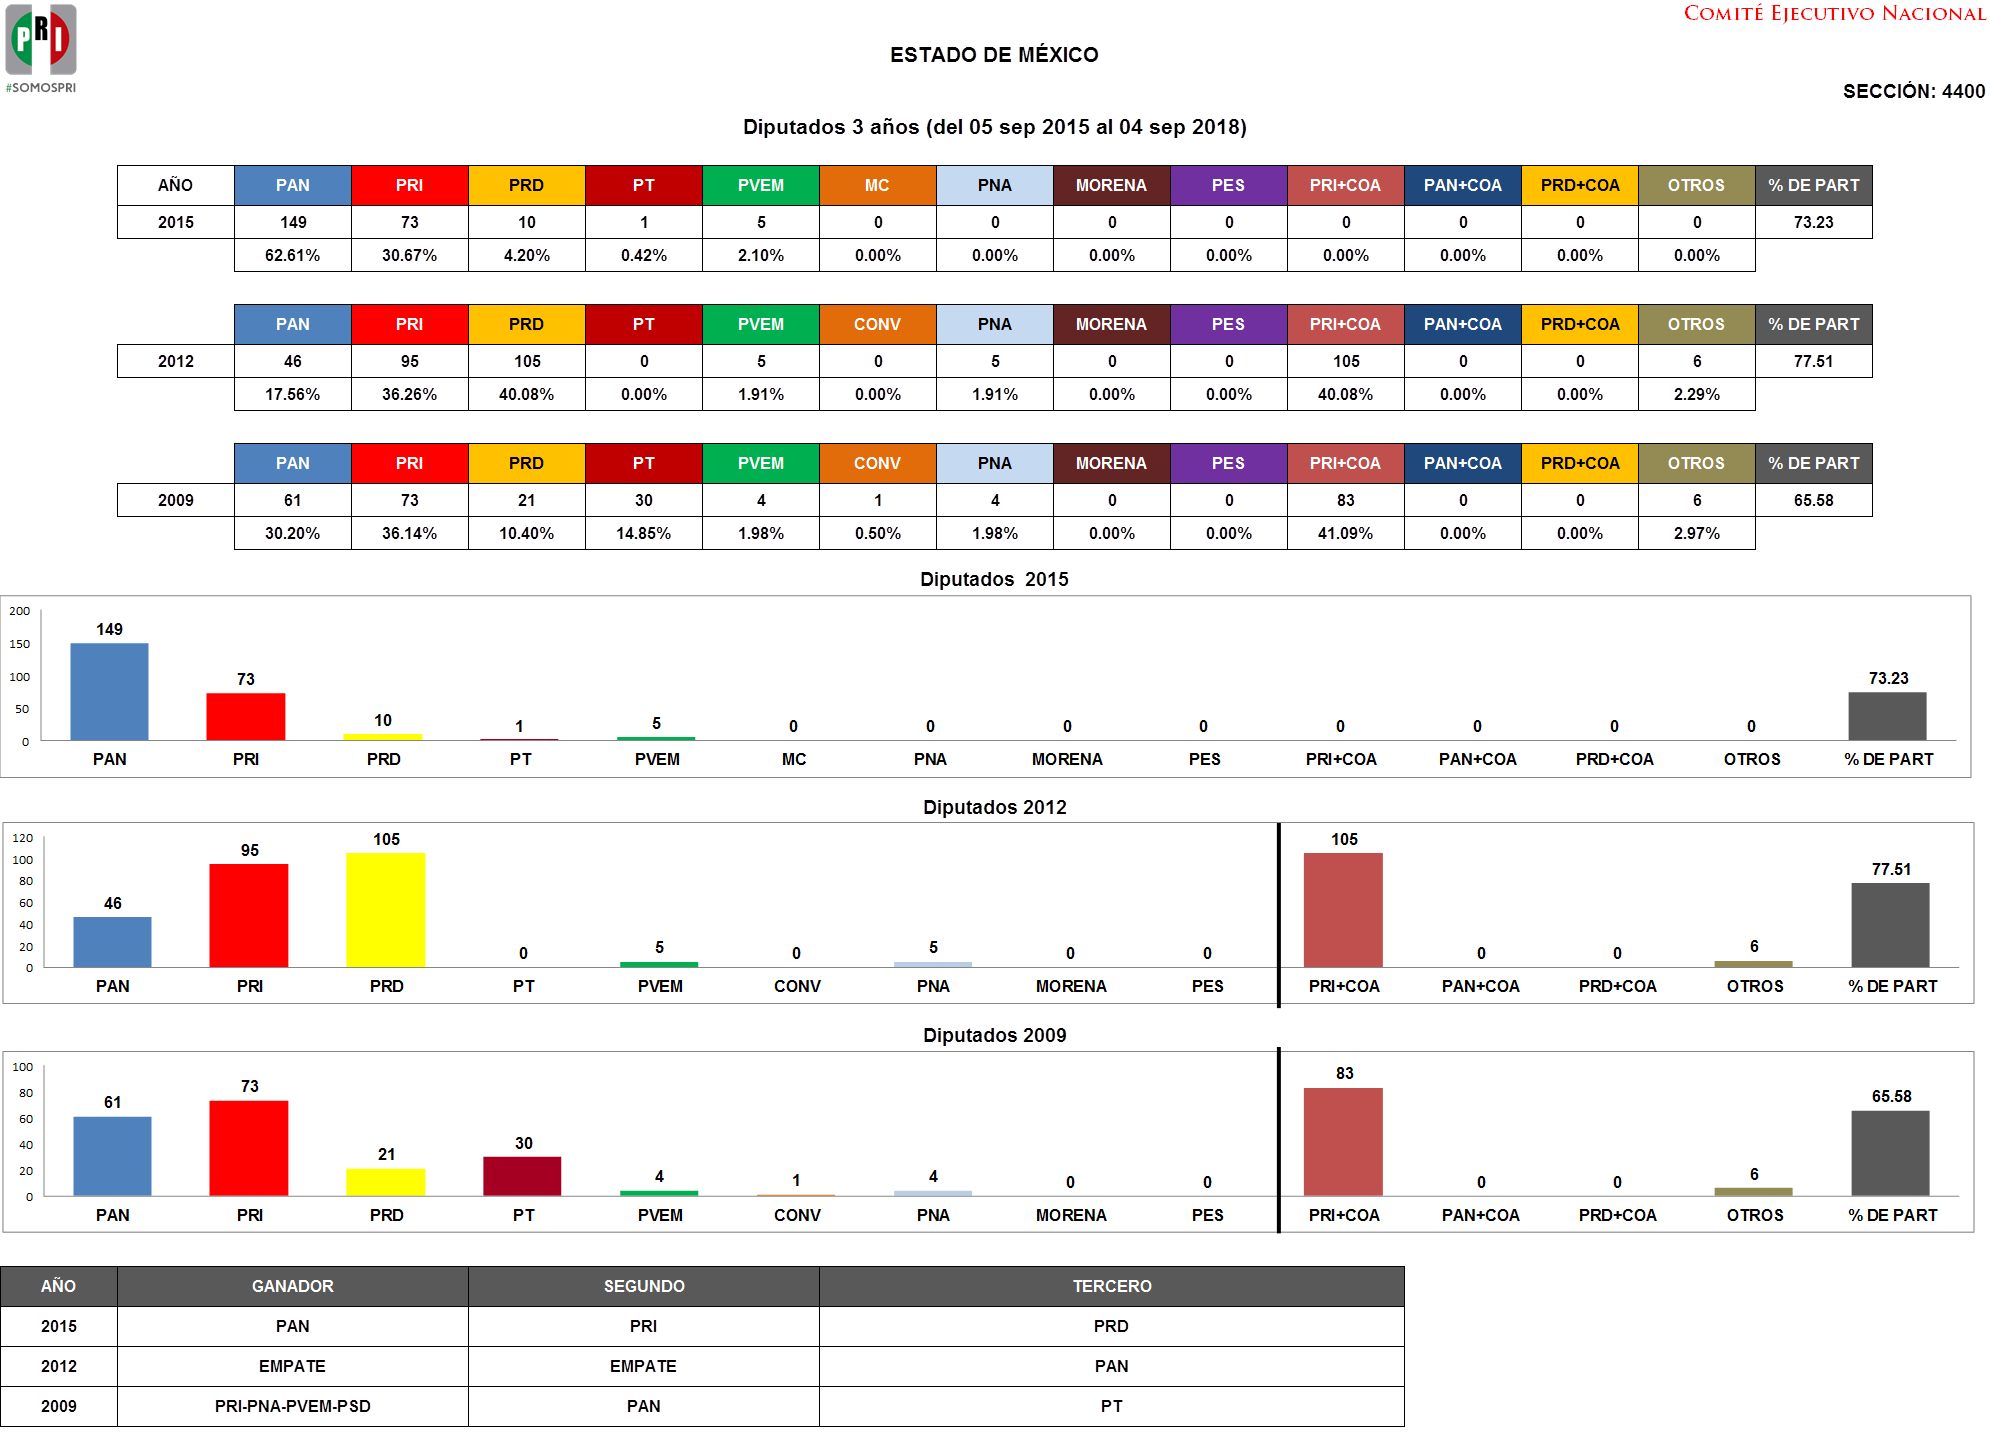 PRI
#SOMOSPRI
COMITÉ EJECUTIVO NACIONAL
ESTADO DE MÉXICO
SECCIÓN: 4400
Diputados 3 años (del 05 sep 2015 al 04 sep 2018)
AÑO PAN PRI PRD PT PVEM MC PNA MORENA PES PRI+COA PAN+COA PRD+COA OTROS % DE PART
2015 149 73 10 1 5 0 0 0 0 0 0 0 0 73.23
62.61% 30.67% 4.20% 0.42% 2.10% 0.00% 0.00% 0.00% 0.00% 0.00% 0.00% 0.00% 0.00%
PAN PRI PRD PT PVEM CONV PNA MORENA PES PRI+COA PAN+COA PRD+COA OTROS % DE PART
2012 46 95 105 0 5 0 5 0 0 105 0 0 6 77.51
17.56% 36.26% 40.08% 0.00% 1.91% 0.00% 1.91% 0.00% 0.00% 40.08% 0.00% 0.00% 2.29%
PAN PRI PRD PT PVEM CONV PNA MORENA PES PRI+COA PAN+COA PRD+COA OTROS % DE PART
2009 61 73 21 30 4 1 4 0 0 83 0 0 6 65.58
30.20% 36.14% 10.40% 14.85% 1.98% 0.50% 1.98% 0.00% 0.00% 41.09% 0.00% 0.00% 2.97%
Diputados 2015
200
150
100
50
0
149 73 10 1 5 0 0 0 0 0 0 0 0 73.23
PAN PRI PRD PT PVEM MC PNA MORENA PES PRI+COA PAN+COA PRD+COA OTROS % DE PART
Diputados 2012
120
100
80
60
40
20
0
46 95 105 0 5 0 5 0 0 105 0 0 6 77.51
PAN PRI PRD PT PVEM CONV PNA MORENA PES PRI+COA PAN+COA PRD+COA OTROS % DE PART
Diputados 2009
100
80
60
40
20
0
61 73 21 30 4 1 4 0 0 83 0 0 6 65.58
PAN PRI PRD PT PVEM CONV PNA MORENA PES PRI+COA PAN+COA PRD+COA OTROS % DE PART
AÑO GANADOR SEGUNDO TERCERO
2015 PAN PRI PRD
2012 EMPATE EMPATE PAN
2009 PRI-PNA-PVEM-PSD PAN PT